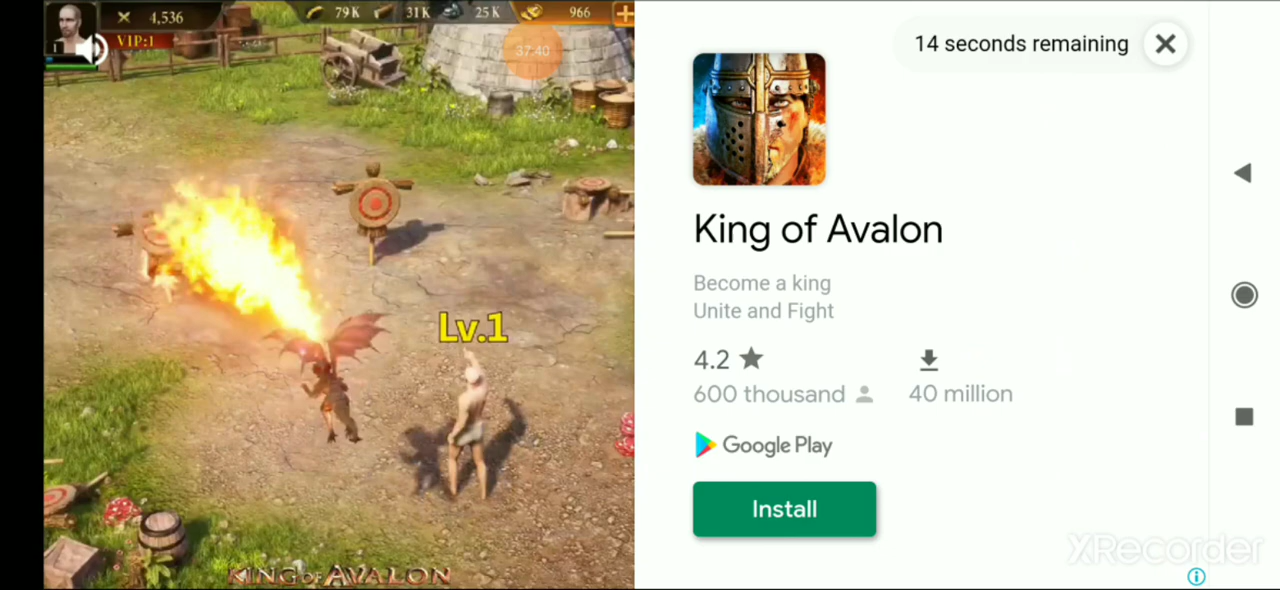 4,536
79K
31K
25K
966
1
VIP:1
37:40
Lv.1
KING OF AVALON
14 seconds remaining
King of Avalon
Become a king
Unite and Fight
4.2
600 thousand
40 million
Google Play
Install
XRecorder